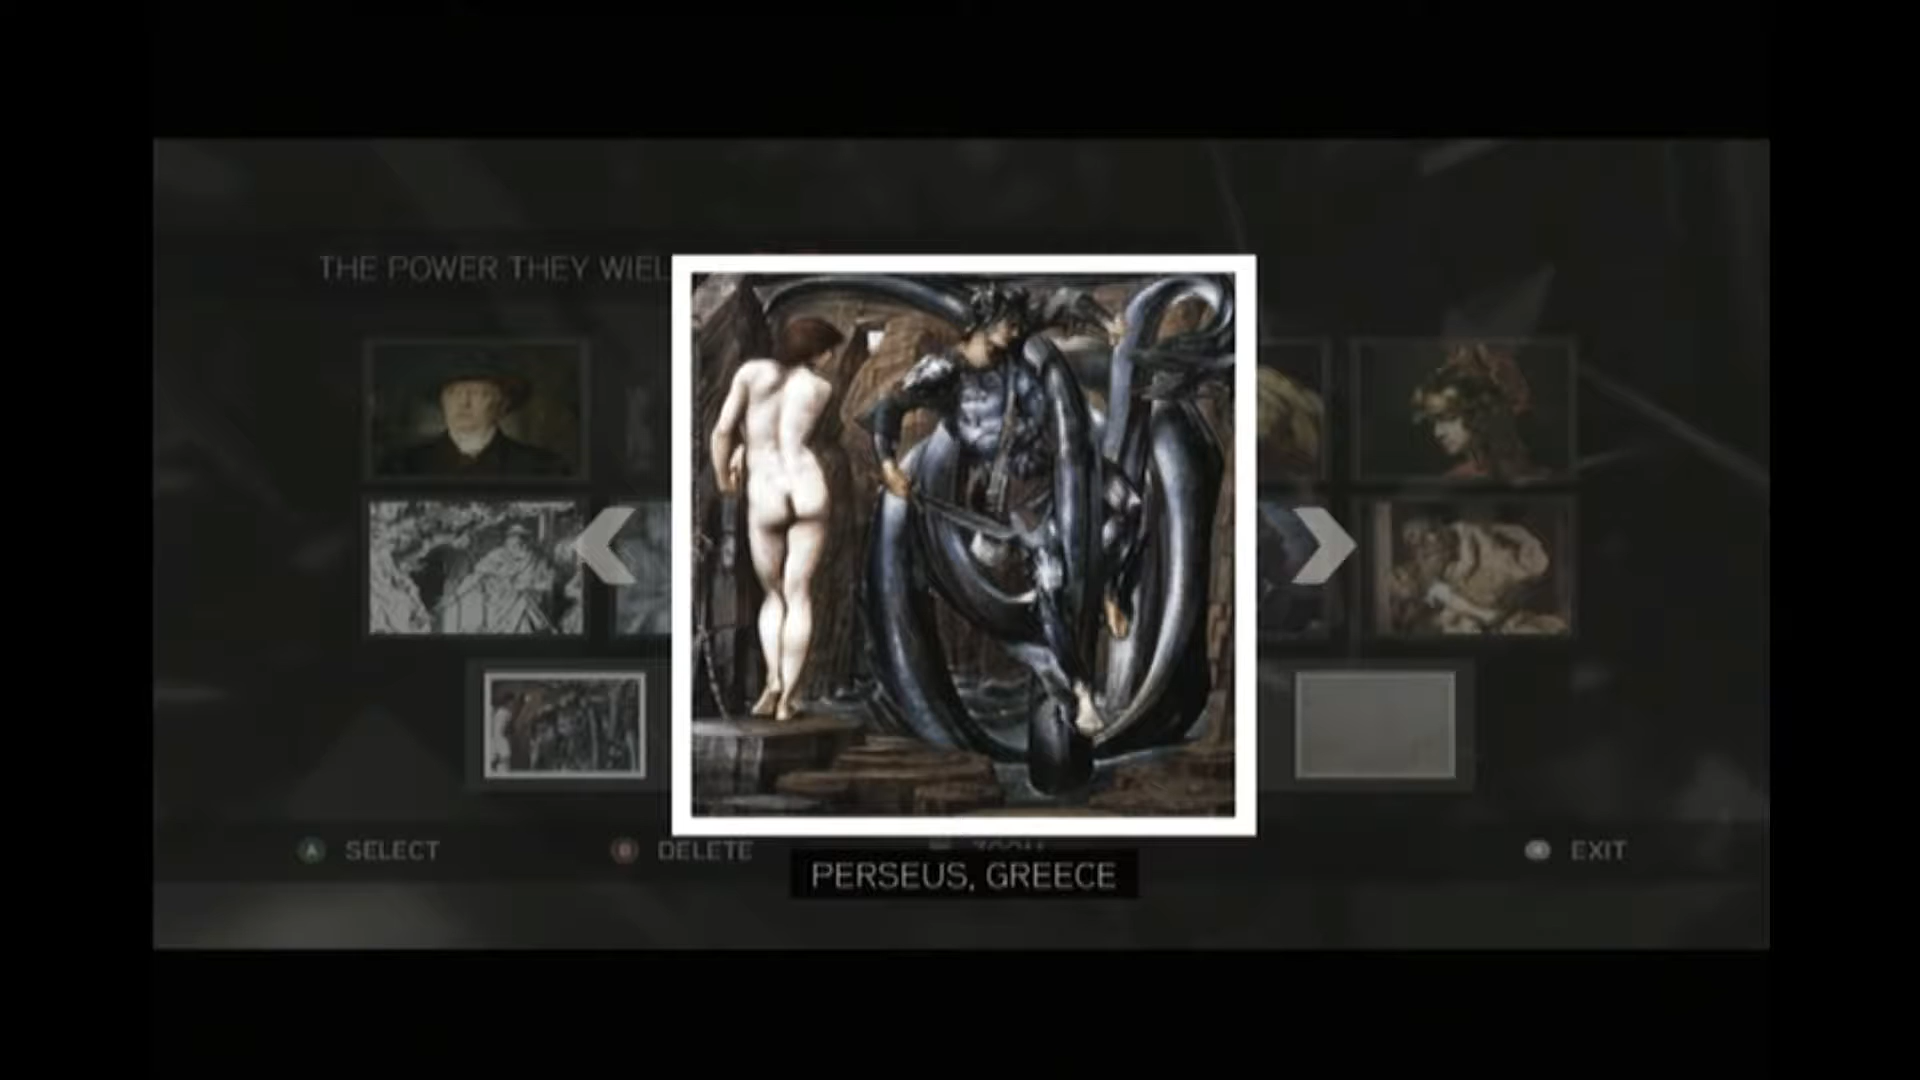 THE POWER THEY WIEL
A SELECT
B DELETE
EXIT
PERSEUS, GREECE